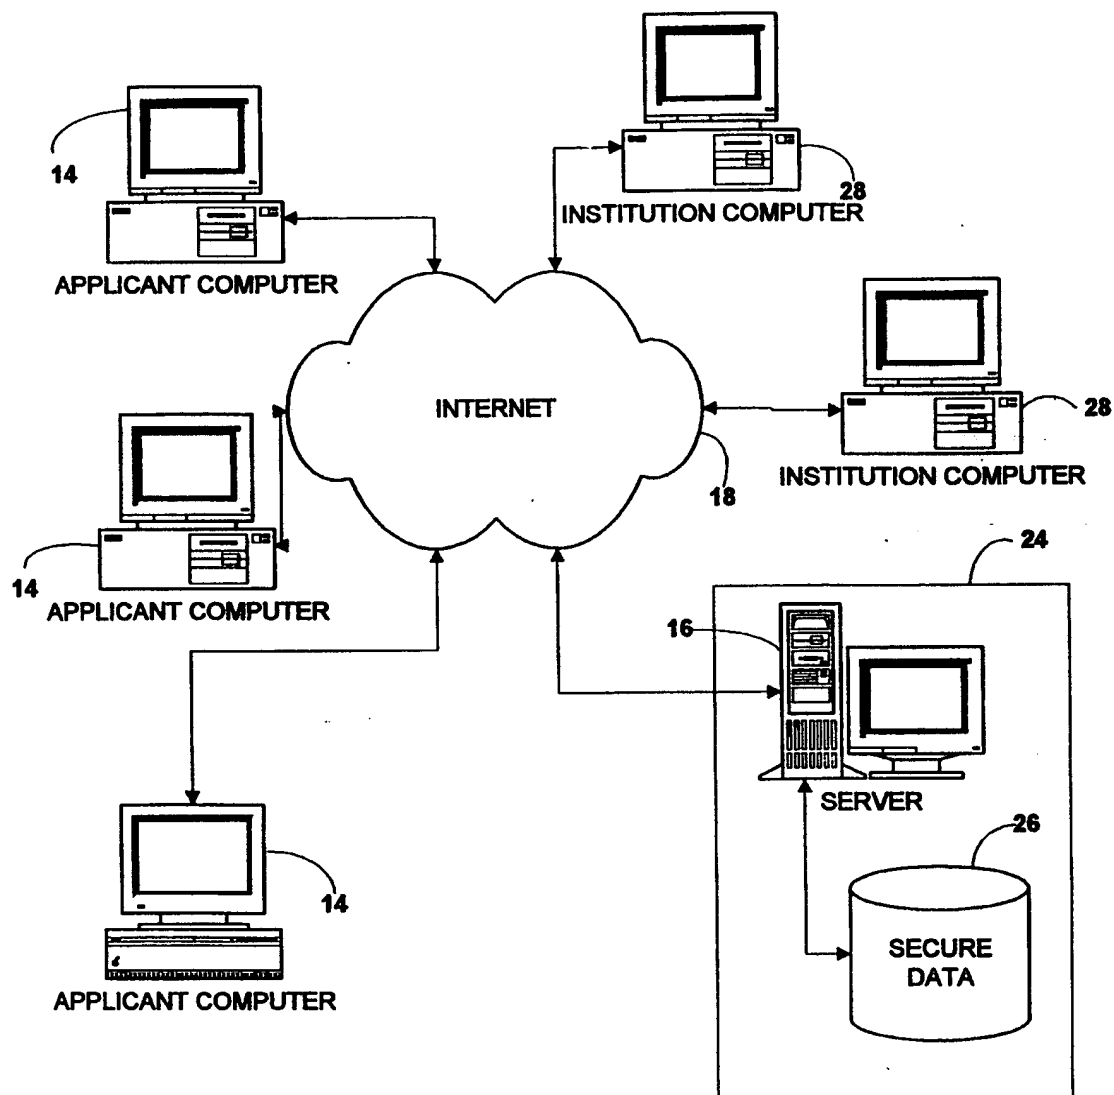 14
APPLICANT COMPUTER
28
INSTITUTION COMPUTER
INTERNET
18
28
INSTITUTION COMPUTER
14
APPLICANT COMPUTER
24
16
SERVER
26
SECURE
DATA
14
APPLICANT COMPUTER